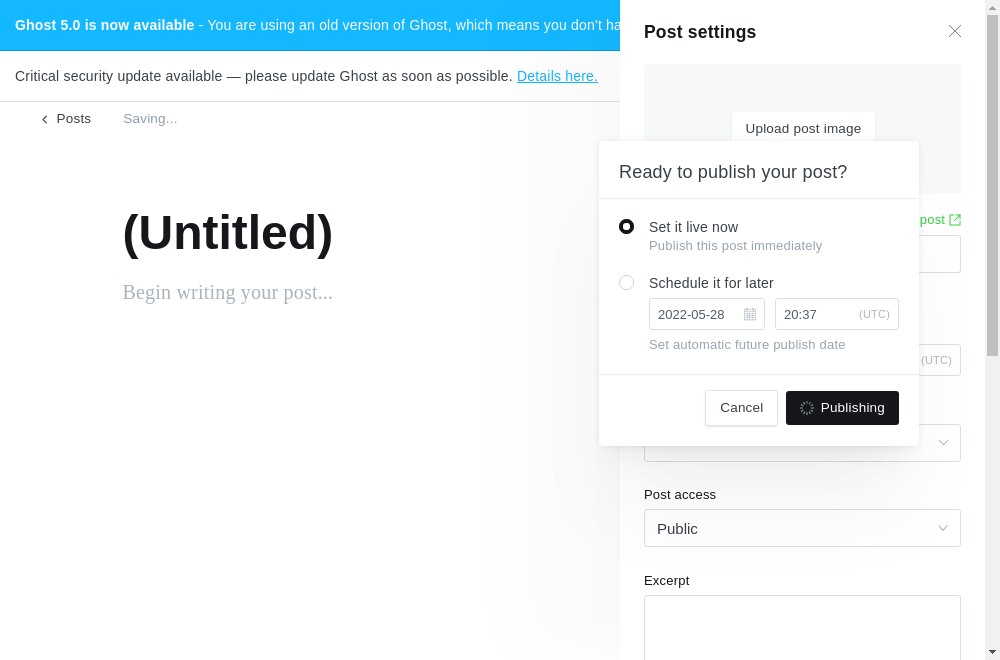 Ghost 5.0 is now available - You are using an old version of Ghost, which means you don't ha
Critical security update available — please update Ghost as soon as possible. Details here.
Posts
Saving...
(Untitled)
Begin writing your post...
Post settings
Upload post image
post
Ready to publish your post?
Set it live now
Publish this post immediately
Schedule it for later
2022-05-28
20:37 (UTC)
Set automatic future publish date
(UTC)
Cancel
Publishing
Post access
Public
Excerpt